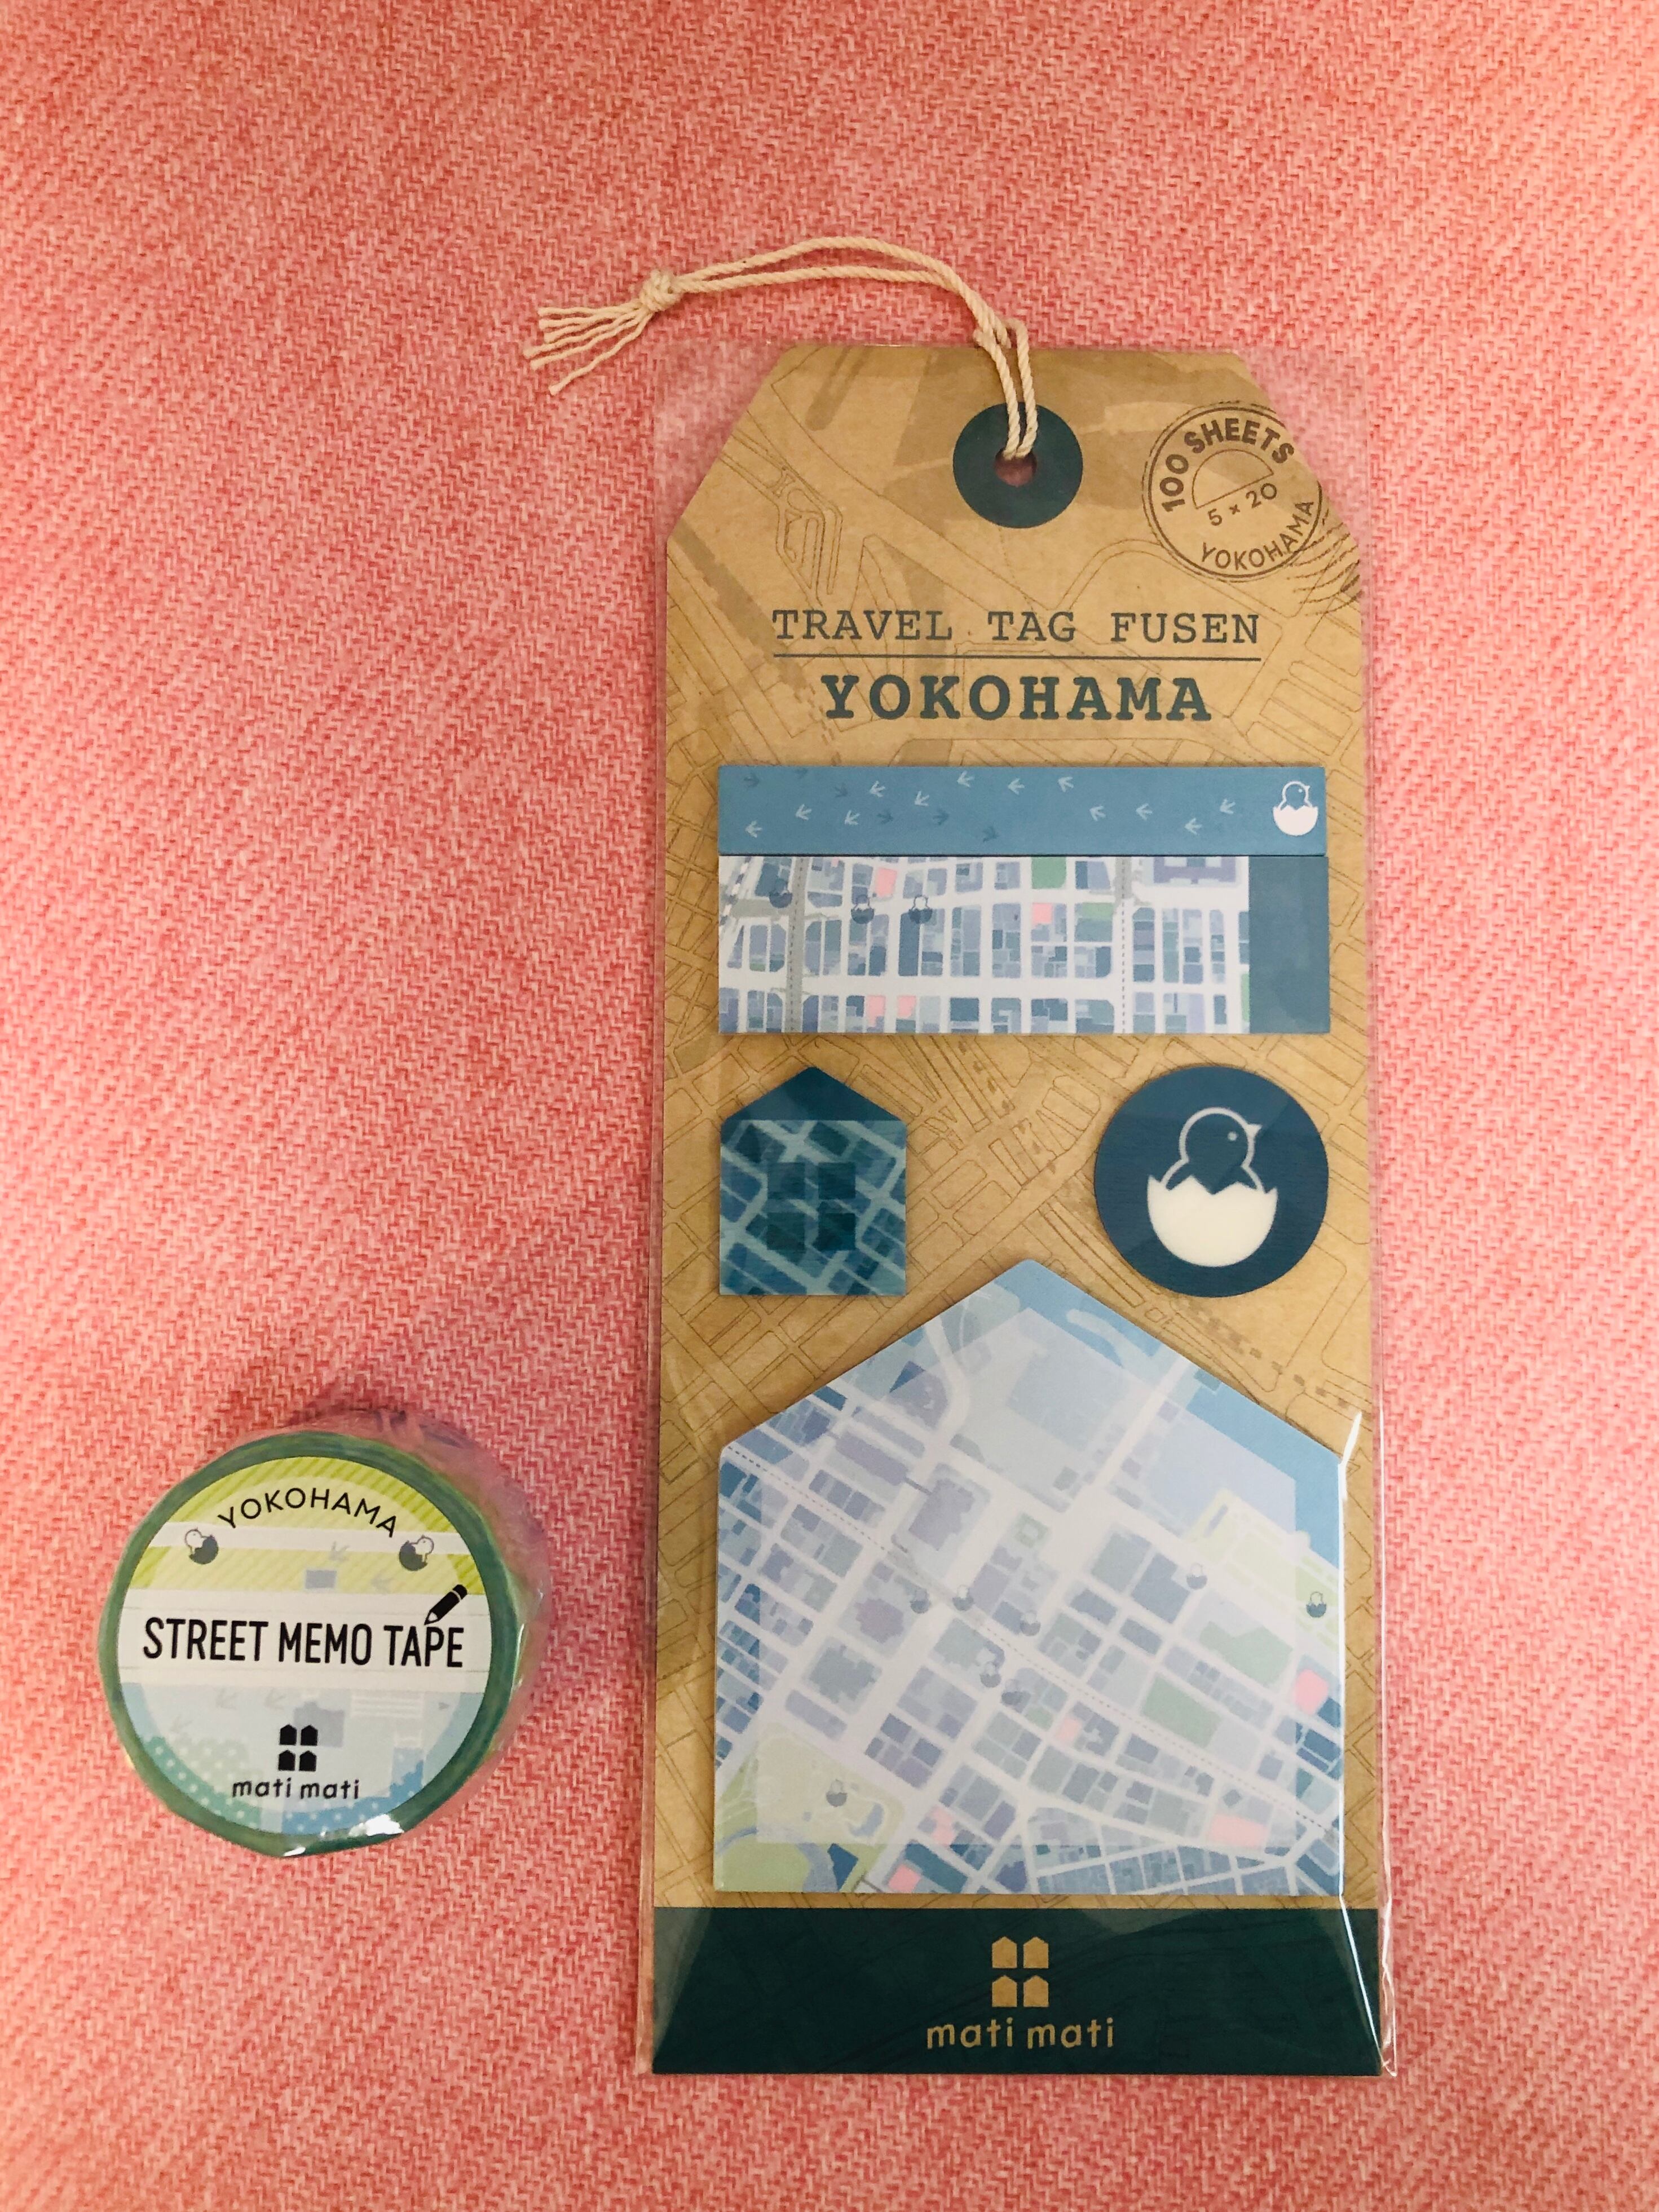 100 SHEETS
5 × 20
YOKOHAMA
TRAVEL TAG FUSEN
YOKOHAMA
mati mati
YOKOHAMA
STREET MEMO TAPE
mati mati